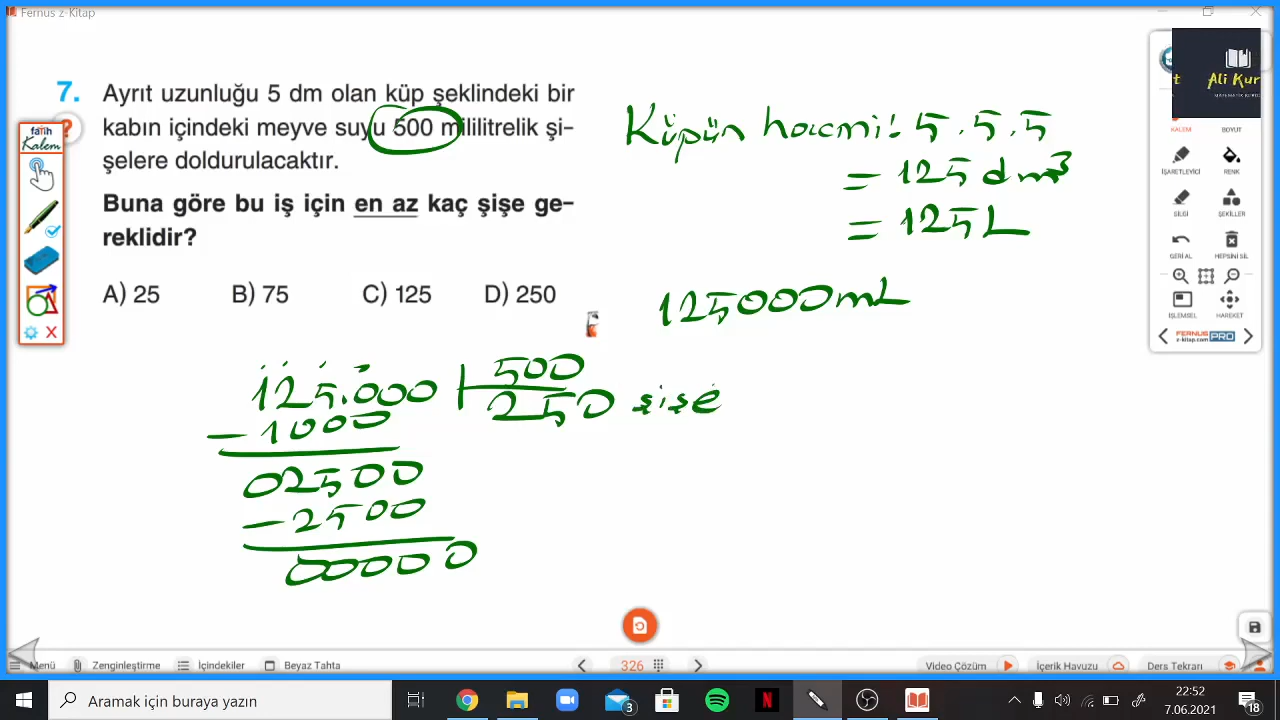 Fernus z-Kitap
7. Ayrıt uzunluğu 5 dm olan küp şeklindeki bir
kabın içindeki meyve suyu 500 mililitrelik şi-
şelere doldurulacaktır.
Buna göre bu iş için en az kaç şişe ge-
reklidir?
A) 25 B) 75 C) 125 D) 250
Küpün hacmi: 5.5.5
= 125 dm³
= 125L
125000mL
125.000 500
250 şişe
-1000
02500
-2500
00000
fatih
Kalem
Ali Kur
KALEM BOYUT
İŞARETLEYİCİ RENK
SİLGİ ŞEKİLLER
GERİ AL HEPSİNİ SİL
İŞLEMSEL HAREKET
FERNUS
z-kitap.com PRO
Menü Zenginleştirme İçindekiler Beyaz Tahta 326 Video Çözüm İçerik Havuzu Ders Tekrarı
Aramak için buraya yazın
3
22:52
7.06.2021
18